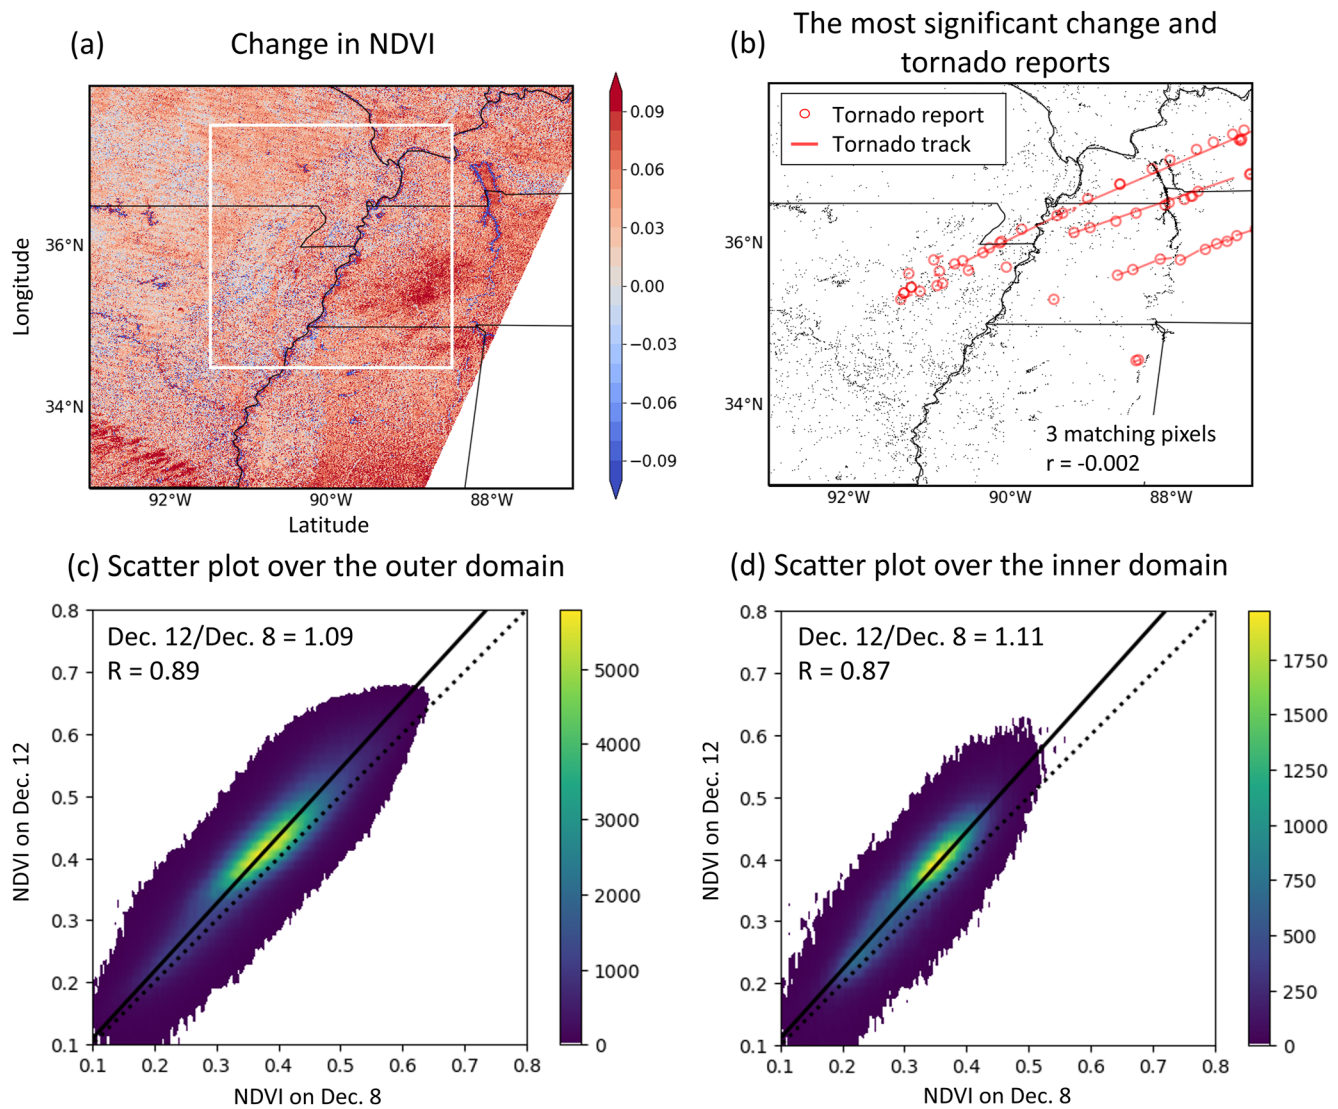 (a)
Change in NDVI
36°N
34°N
92°W
90°W
88°W
Longitude
Latitude
0.09
0.06
0.03
0.00
−0.03
−0.06
−0.09
(b)
The most significant change and
tornado reports
Tornado report
Tornado track
36°N
34°N
3 matching pixels
r = -0.002
92°W
90°W
88°W
(c) Scatter plot over the outer domain
Dec. 12/Dec. 8 = 1.09
R = 0.89
0.8
0.7
0.6
0.5
0.4
0.3
0.2
0.1
NDVI on Dec. 12
0.1
0.2
0.3
0.4
0.5
0.6
0.7
0.8
NDVI on Dec. 8
5000
4000
3000
2000
1000
0
(d) Scatter plot over the inner domain
Dec. 12/Dec. 8 = 1.11
R = 0.87
0.8
0.7
0.6
0.5
0.4
0.3
0.2
0.1
NDVI on Dec. 12
0.1
0.2
0.3
0.4
0.5
0.6
0.7
0.8
NDVI on Dec. 8
1750
1500
1250
1000
750
500
250
0